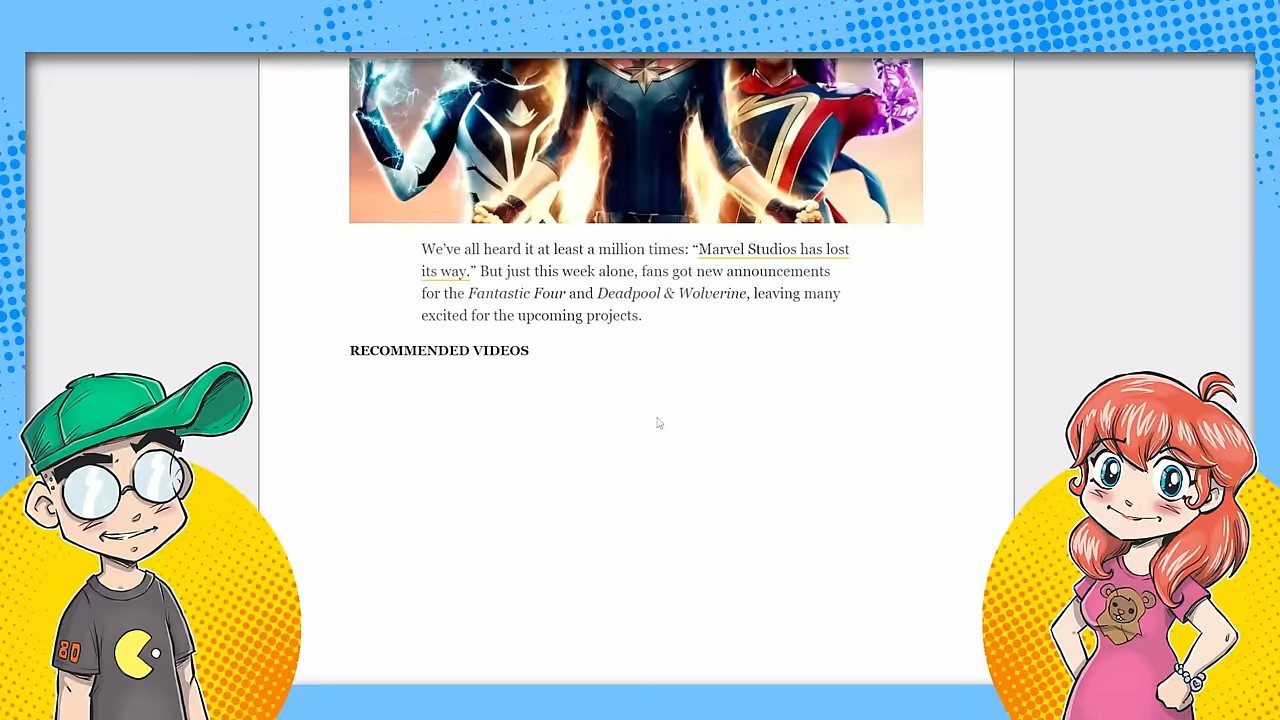 We’ve all heard it at least a million times: “Marvel Studios has lost
its way.” But just this week alone, fans got new announcements
for the Fantastic Four and Deadpool & Wolverine, leaving many
excited for the upcoming projects.
RECOMMENDED VIDEOS
80